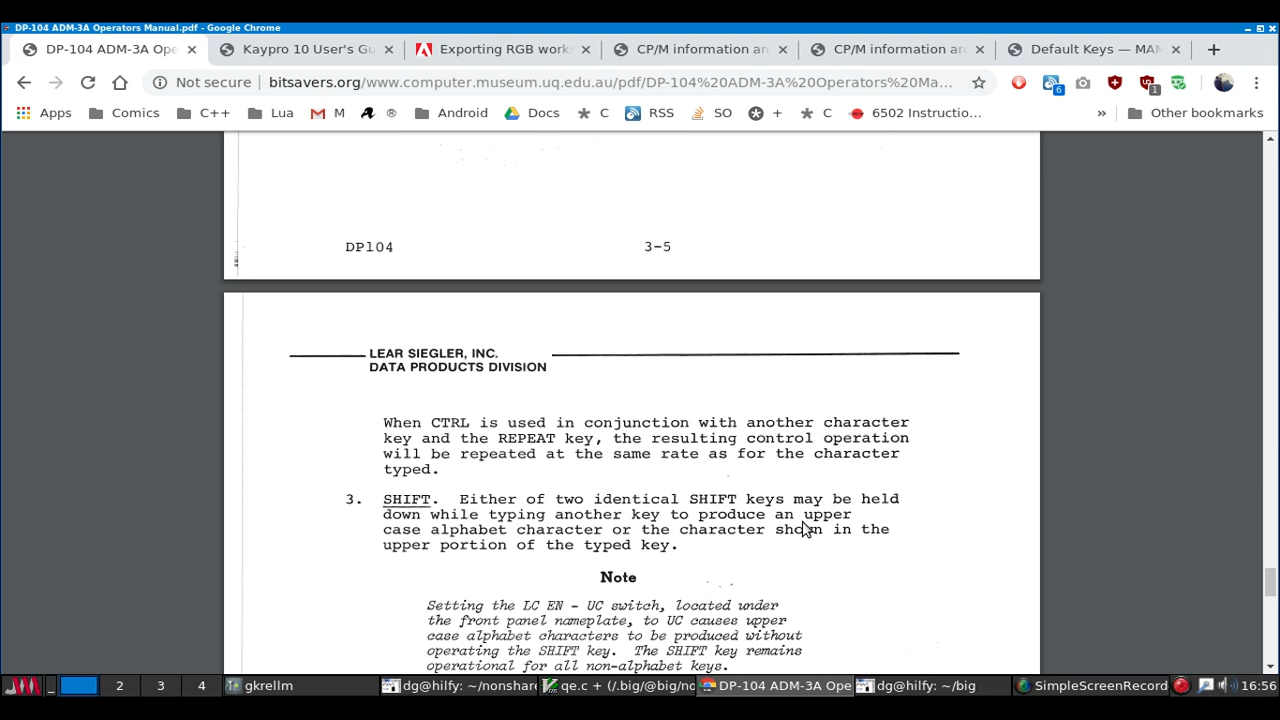 DP-104 ADM-3A Operators Manual.pdf - Google Chrome
DP-104 ADM-3A Ope
Kaypro 10 User's Gu
Exporting RGB works
CP/M information ar
CP/M information ar
Default Keys — MAM
Not secure
bitsavers.org/www.computer.museum.uq.edu.au/pdf/DP-104%20ADM-3A%20Operators%20Ma...
6
1
Apps
Comics
C++
Lua
M
®
Android
Docs
C
RSS
SO
+
C
6502 Instructio...
»
Other bookmarks
DP104 3-5
LEAR SIEGLER, INC.
DATA PRODUCTS DIVISION
When CTRL is used in conjunction with another character
key and the REPEAT key, the resulting control operation
will be repeated at the same rate as for the character
typed.
3. SHIFT. Either of two identical SHIFT keys may be held
down while typing another key to produce an upper
case alphabet character or the character shown in the
upper portion of the typed key.
Note
Setting the LC EN - UC switch, located under
the front panel nameplate, to UC causes upper
case alphabet characters to be produced without
operating the SHIFT key. The SHIFT key remains
operational for all non-alphabet keys.
2
3
4
gkrellm
dg@hilfy: ~/nonshare
qe.c + (/.big/@big/no
DP-104 ADM-3A Ope
dg@hilfy: ~/big
SimpleScreenRecord
16:56